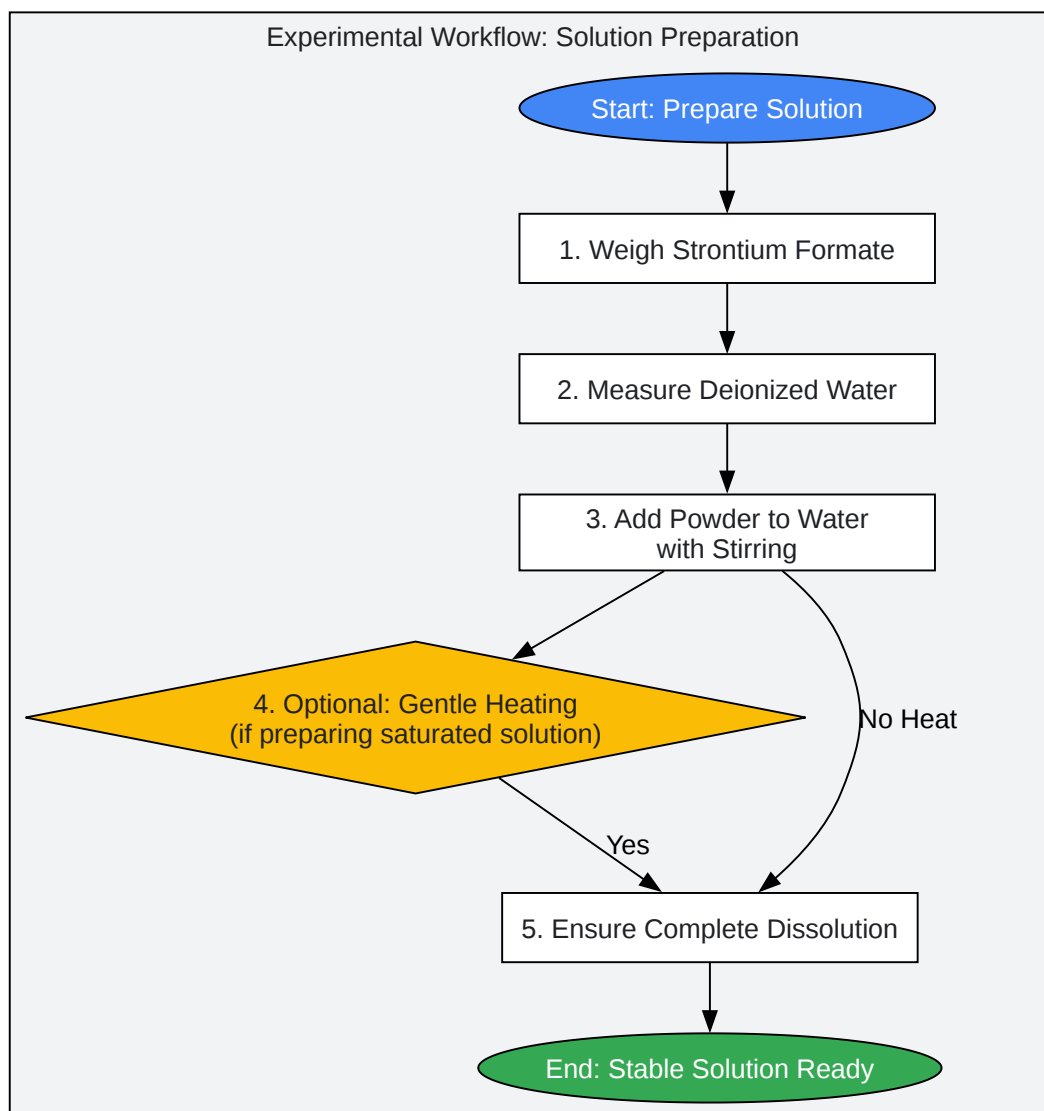 Experimental Workflow: Solution Preparation
Start: Prepare Solution
1. Weigh Strontium Formate
2. Measure Deionized Water
3. Add Powder to Water
with Stirring
4. Optional: Gentle Heating
(if preparing saturated solution)
No Heat
Yes
5. Ensure Complete Dissolution
End: Stable Solution Ready